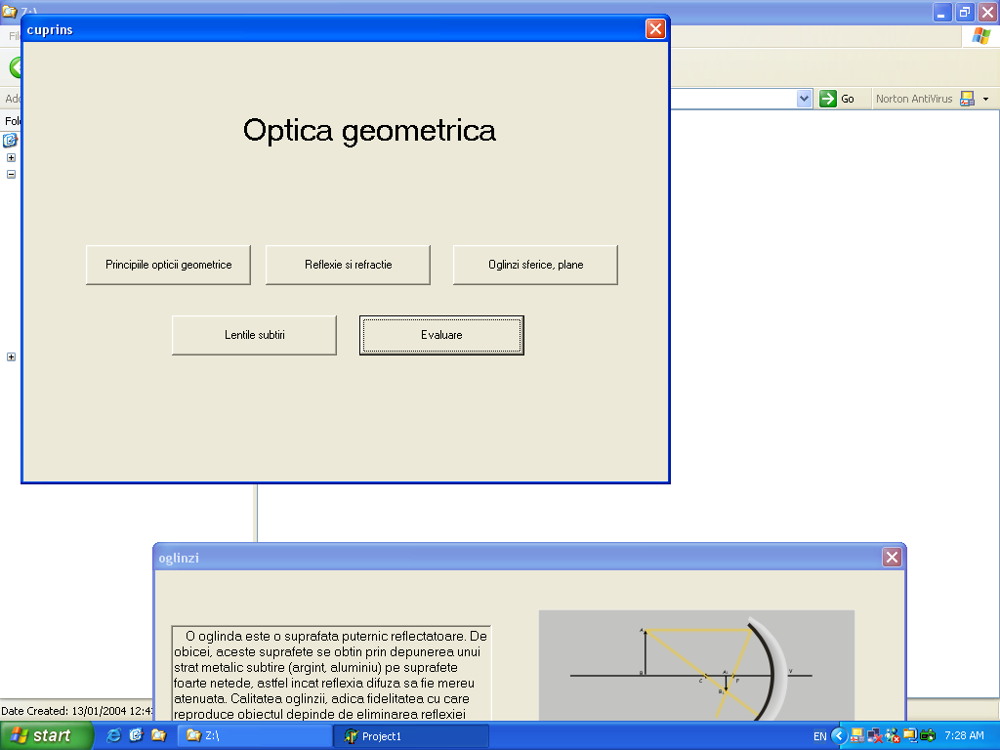 Z:\
cuprins
Fil
Add
Go
Norton AntiVirus
Fol
Optica geometrica
Principiile opticii geometrice
Reflexie si refractie
Oglinzi sferice, plane
Lentile subtiri
Evaluare
oglinzi
O oglinda este o suprafata puternic reflectatoare. De
obicei, aceste suprafete se obtin prin depunerea unui
strat metalic subtire (argint, aluminiu) pe suprafete
foarte netede, astfel incat reflexia difuza sa fie mereu
atenuata. Calitatea oglinzii, adica fidelitatea cu care
reproduce obiectul depinde de eliminarea reflexiei
A
B
C
A₁
F
V
B₁
Date Created: 13/01/2004 12:4
start
Z:\
Project1
EN
7:28 AM